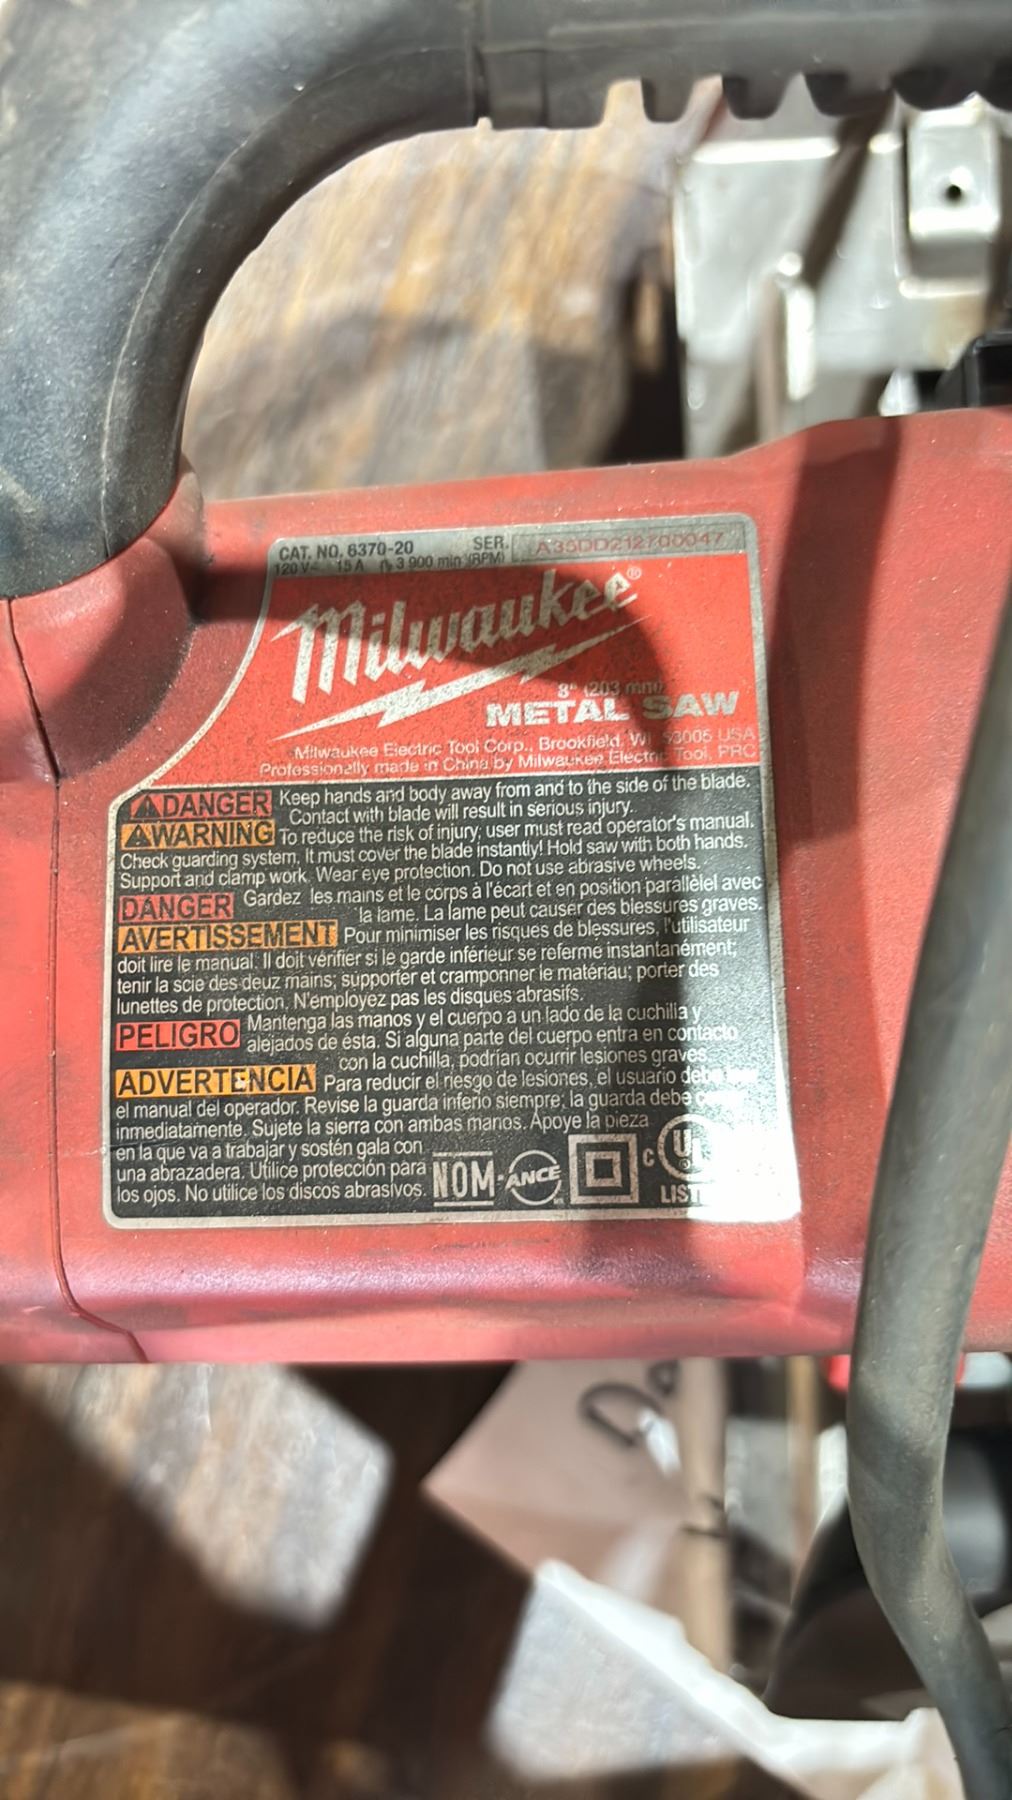 CAT. NO. 6370-20 SER. A35DD212700047
120 V~ 15 A 3 900 min (RPM)
Milwaukee®
8" (203 mm)
METAL SAW
Milwaukee Electric Tool Corp., Brookfield, WI 53005 USA
Professionally made in China by Milwaukee Electric Tool, PRC
DANGER Keep hands and body away from and to the side of the blade.
Contact with blade will result in serious injury.
WARNING To reduce the risk of injury, user must read operator's manual.
Check guarding system, It must cover the blade instantly! Hold saw with both hands.
Support and clamp work. Wear eye protection. Do not use abrasive wheels.
DANGER Gardez les mains et le corps à l'écart et en position parallèlel avec
la lame. La lame peut causer des blessures graves.
AVERTISSEMENT Pour minimiser les risques de blessures, l'utilisateur
doit lire le manual. Il doit vérifier si le garde inférieur se referme instantanément;
tenir la scie des deuz mains; supporter et cramponner le matériau; porter des
lunettes de protection. N'employez pas les disques abrasifs.
PELIGRO Mantenga las manos y el cuerpo a un lado de la cuchilla y
alejados de ésta. Si alguna parte del cuerpo entra en contacto
con la cuchilla, podrían ocurrir lesiones graves.
ADVERTENCIA Para reducir el riesgo de lesiones, el usuario debe
el manual del operador. Revise la guarda inferio siempre; la guarda debe
inmediatamente. Sujete la sierra con ambas manos. Apoye la pieza
en la que va a trabajar y sostén gala con
una abrazadera. Utilice protección para
los ojos. No utilice los discos abrasivos.
NOM-ANCE C UL